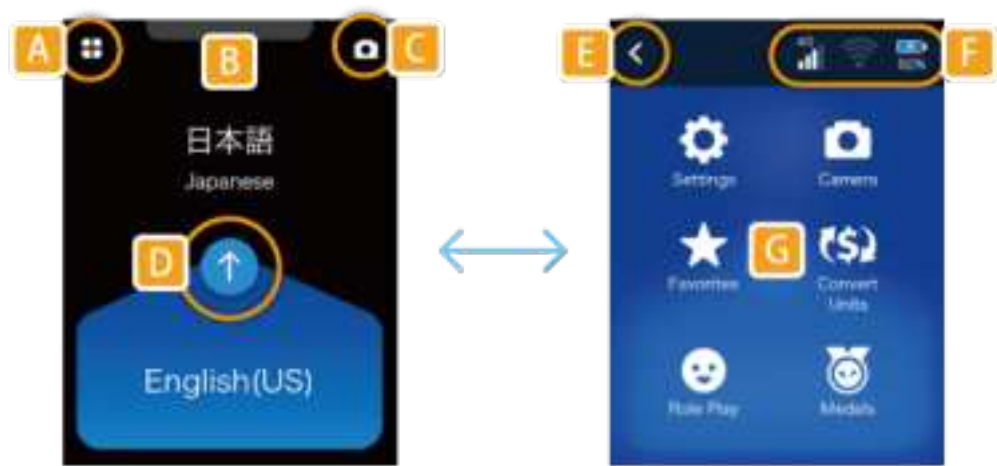 A
B
C
日本語
Japanese
D
English(US)
E
F
Settings
Camera
G
Favorites
Convert
Units
Role Play
Medals